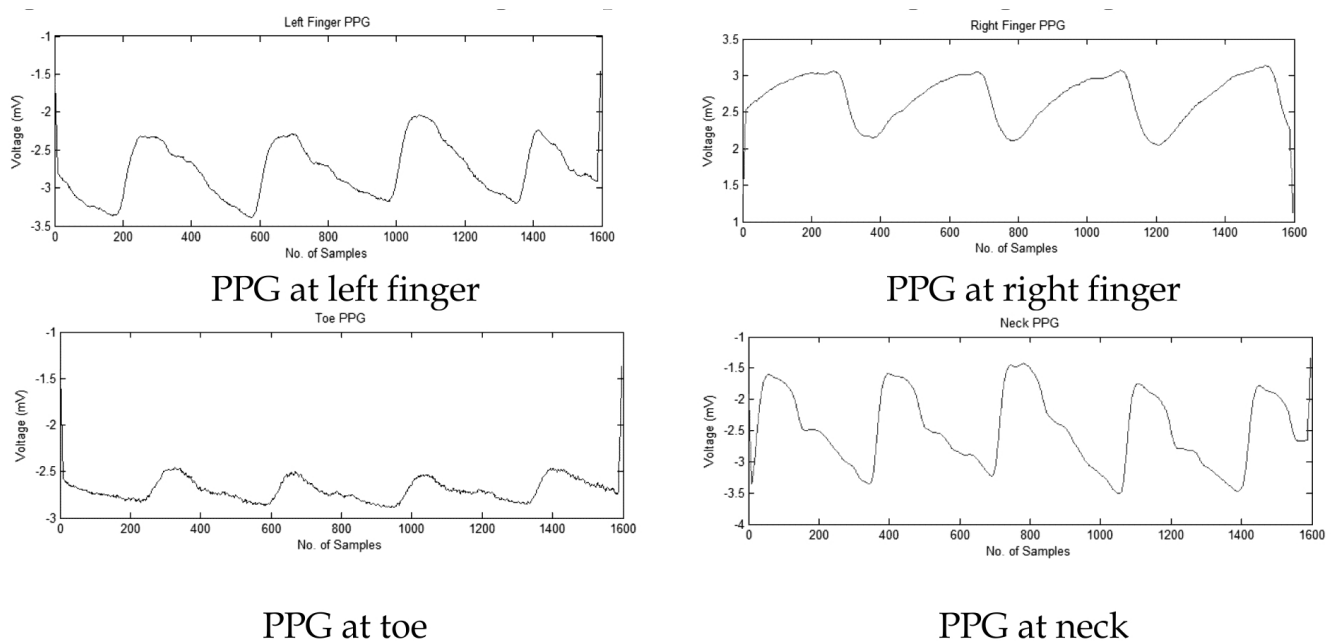 Left Finger PPG
-1
-1.5
-2
-2.5
-3
-3.5
Voltage (mV)
0 200 400 600 800 1000 1200 1400 1600
No. of Samples
PPG at left finger
Right Finger PPG
3.5
3
2.5
2
1.5
1
Voltage (mV)
0 200 400 600 800 1000 1200 1400 1600
No. of Samples
PPG at right finger
Toe PPG
-1
-1.5
-2
-2.5
-3
Voltage (mV)
0 200 400 600 800 1000 1200 1400 1600
No. of Samples
PPG at toe
Neck PPG
-1
-1.5
-2
-2.5
-3
-3.5
-4
Voltage (mV)
0 200 400 600 800 1000 1200 1400 1600
No. of Samples
PPG at neck